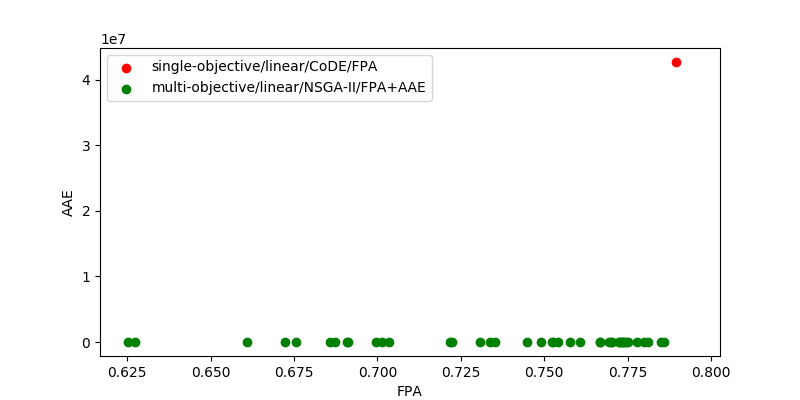 1e7
single-objective/linear/CoDE/FPA
multi-objective/linear/NSGA-II/FPA+AAE
4
3
2
1
0
AAE
0.625 0.650 0.675 0.700 0.725 0.750 0.775 0.800
FPA